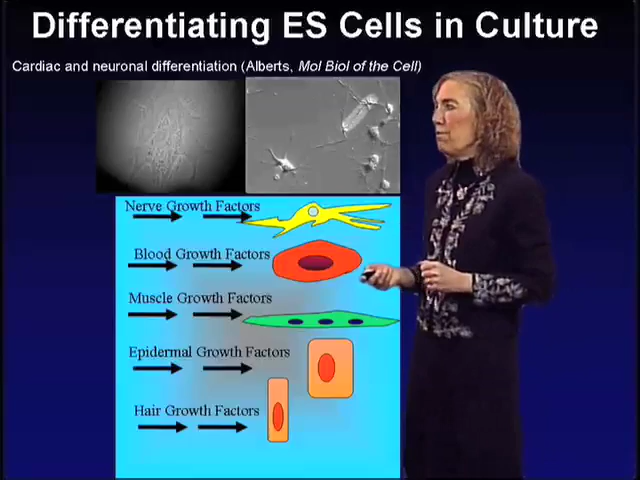 Differentiating ES Cells in Culture
Cardiac and neuronal differentiation (Alberts, Mol Biol of the Cell)
Nerve Growth Factors
Blood Growth Factors
Muscle Growth Factors
Epidermal Growth Factors
Hair Growth Factors